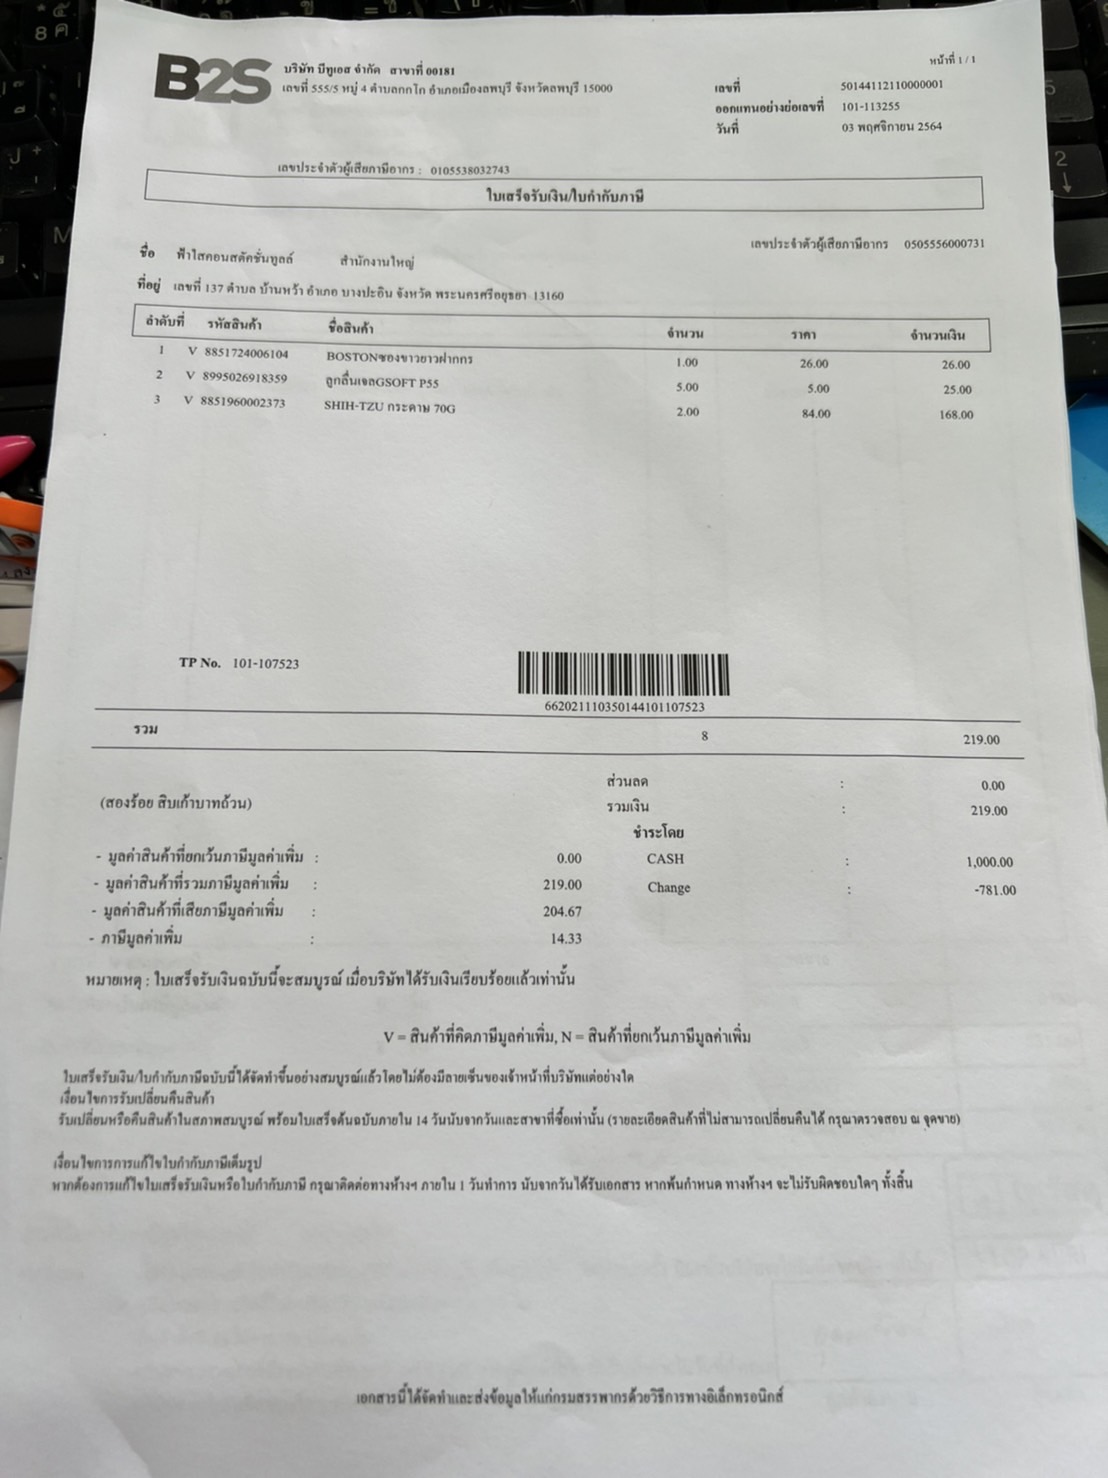 B2S
บริษัท บีทูเอส จำกัด สาขาที่ 00181
เลขที่ 555/5 หมู่ 4 ตำบลกกโก อำเภอเมืองลพบุรี จังหวัดลพบุรี 15000
หน้าที่ 1 / 1
เลขที่ 50144112110000001
ออกแทนอย่างย่อเลขที่ 101-113255
วันที่ 03 พฤศจิกายน 2564
เลขประจำตัวผู้เสียภาษีอากร : 0105538032743
ใบเสร็จรับเงิน/ใบกำกับภาษี
เลขประจำตัวผู้เสียภาษีอากร 0505556000731
ชื่อ ฟ้าใสคอนสตัคชั่นทูลล์ สำนักงานใหญ่
ที่อยู่ เลขที่ 137 ตำบล บ้านหว้า อำเภอ บางปะอิน จังหวัด พระนครศรีอยุธยา 13160
ลำดับที่ รหัสสินค้า ชื่อสินค้า จำนวน ราคา จำนวนเงิน
1 V 8851724006104 BOSTONซองขาวยาวฝากกร 1.00 26.00 26.00
2 V 8995026918359 ลูกลื่นเจลGSOFT P55 5.00 5.00 25.00
3 V 8851960002373 SHIH-TZU กระดาษ 70G 2.00 84.00 168.00
TP No. 101-107523
6620211103501441011​07523
รวม 8 219.00
ส่วนลด : 0.00
(สองร้อย สิบเก้าบาทถ้วน) รวมเงิน : 219.00
ชำระโดย
- มูลค่าสินค้าที่ยกเว้นภาษีมูลค่าเพิ่ม : 0.00 CASH : 1,000.00
- มูลค่าสินค้าที่รวมภาษีมูลค่าเพิ่ม : 219.00 Change : -781.00
- มูลค่าสินค้าที่เสียภาษีมูลค่าเพิ่ม : 204.67
- ภาษีมูลค่าเพิ่ม : 14.33
หมายเหตุ : ใบเสร็จรับเงินฉบับนี้จะสมบูรณ์ เมื่อบริษัทได้รับเงินเรียบร้อยแล้วเท่านั้น
V = สินค้าที่คิดภาษีมูลค่าเพิ่ม, N = สินค้าที่ยกเว้นภาษีมูลค่าเพิ่ม
ใบเสร็จรับเงิน/ใบกำกับภาษีฉบับนี้ได้จัดทำขึ้นอย่างสมบูรณ์แล้วโดยไม่ต้องมีลายเซ็นของเจ้าหน้าที่บริษัทแต่อย่างใด
เงื่อนไขการรับเปลี่ยนคืนสินค้า
รับเปลี่ยนหรือคืนสินค้าในสภาพสมบูรณ์ พร้อมใบเสร็จต้นฉบับภายใน 14 วันนับจากวันและสาขาที่ซื้อเท่านั้น (รายละเอียดสินค้าที่ไม่สามารถเปลี่ยนคืนได้ กรุณาตรวจสอบ ณ จุดขาย)
เงื่อนไขการการแก้ไขใบกำกับภาษีเต็มรูป
หากต้องการแก้ไขใบเสร็จรับเงินหรือใบกำกับภาษี กรุณาติดต่อทางห้างฯ ภายใน 1 วันทำการ นับจากวันได้รับเอกสาร หากพ้นกำหนด ทางห้างฯ จะไม่รับผิดชอบใดๆ ทั้งสิ้น
เอกสารนี้ได้จัดทำและส่งข้อมูลให้แก่กรมสรรพากรด้วยวิธีการทางอิเล็กทรอนิกส์